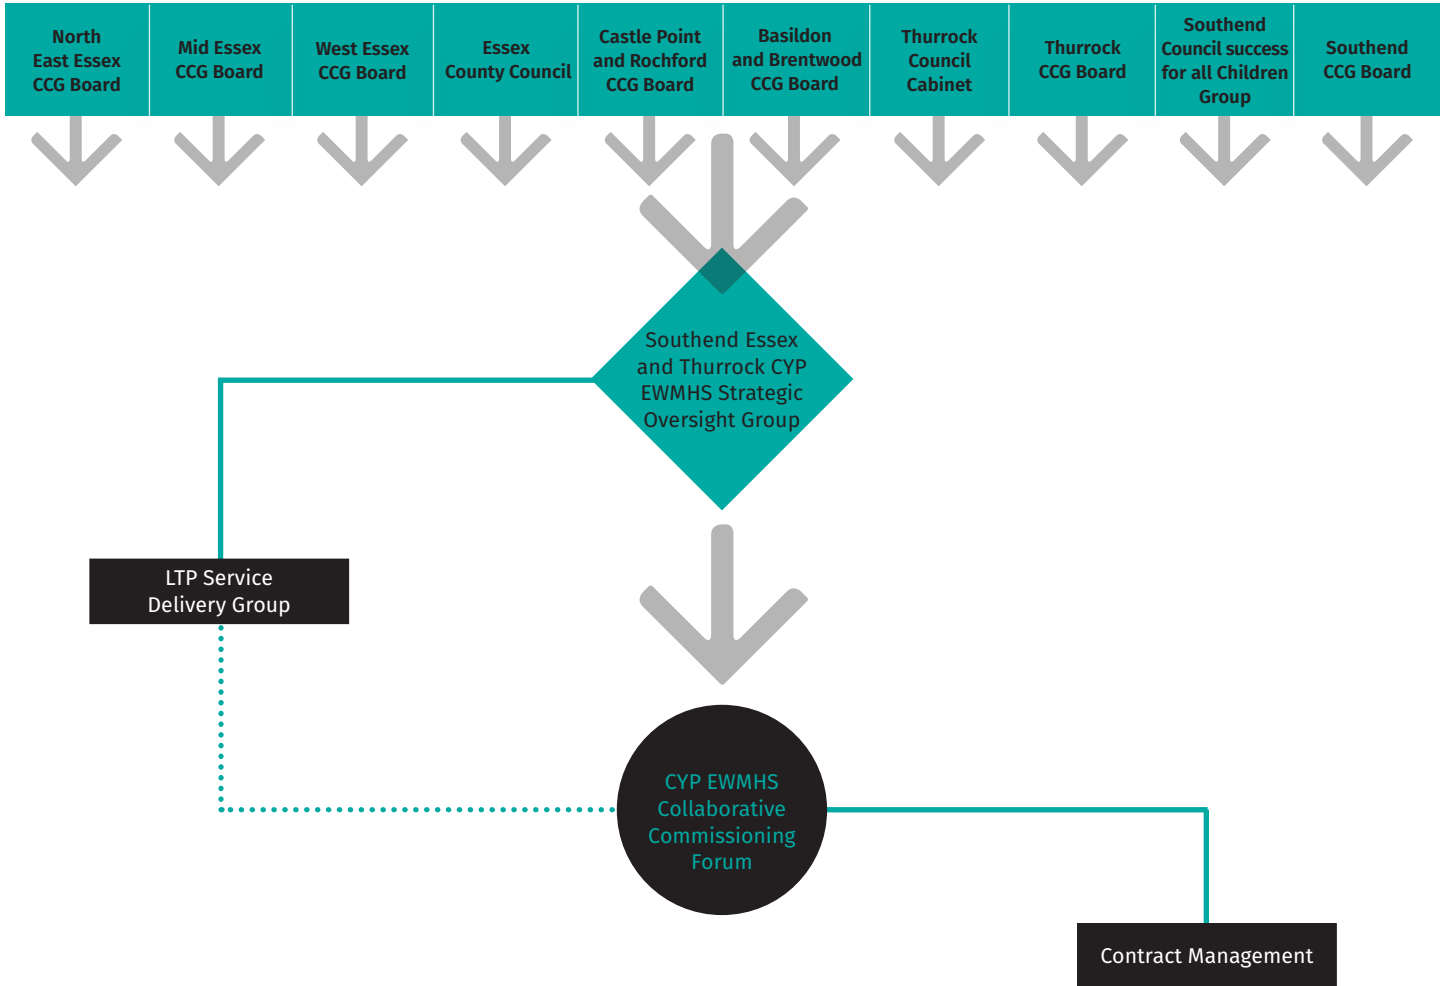 North
East Essex
CCG Board
Mid Essex
CCG Board
West Essex
CCG Board
Essex
County Council
Castle Point
and Rochford
CCG Board
Basildon
and Brentwood
CCG Board
Thurrock
Council
Cabinet
Thurrock
CCG Board
Southend
Council success
for all Children
Group
Southend
CCG Board
Southend Essex
and Thurrock CYP
EWMHS Strategic
Oversight Group
LTP Service
Delivery Group
CYP EWMHS
Collaborative
Commissioning
Forum
Contract Management